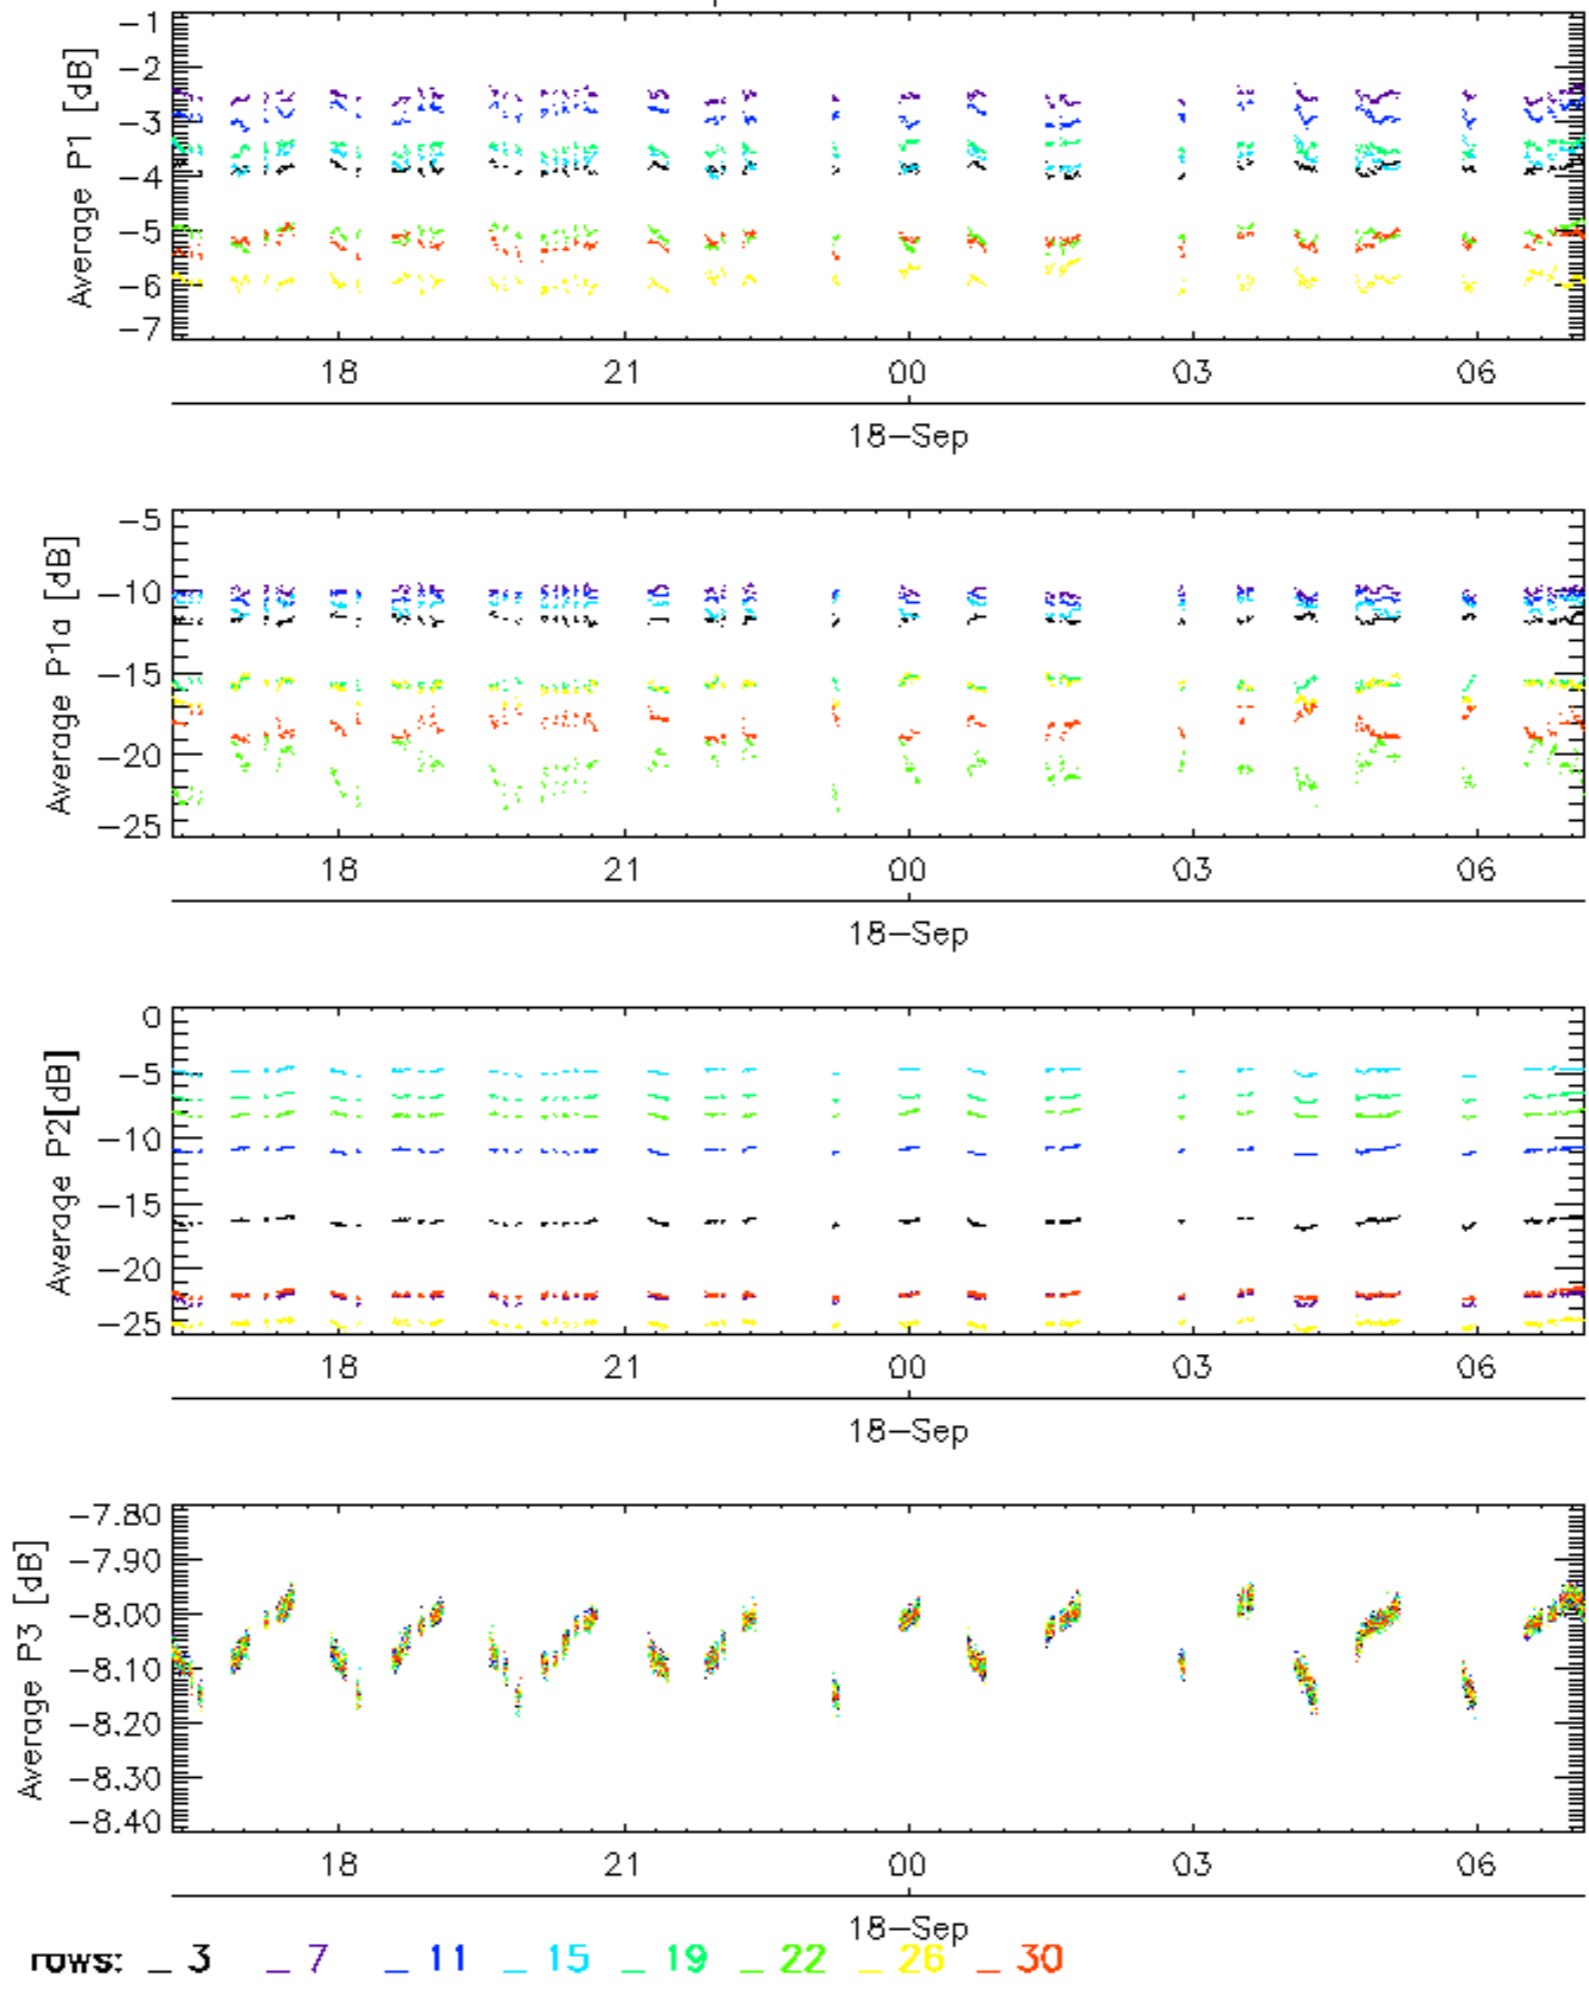 -1
-2
-3
-4
-5
-6
-7
Average P1 [dB]
18 21 00 03 06
18-Sep
-5
-10
-15
-20
-25
Average P1a [dB]
18 21 00 03 06
18-Sep
0
-5
-10
-15
-20
-25
Average P2[dB]
18 21 00 03 06
18-Sep
-7.80
-7.90
-8.00
-8.10
-8.20
-8.30
-8.40
Average P3 [dB]
18 21 00 03 06
18-Sep
rows: _ 3 _ 7 _ 11 _ 15 _ 19 _ 22 _ 26 _ 30